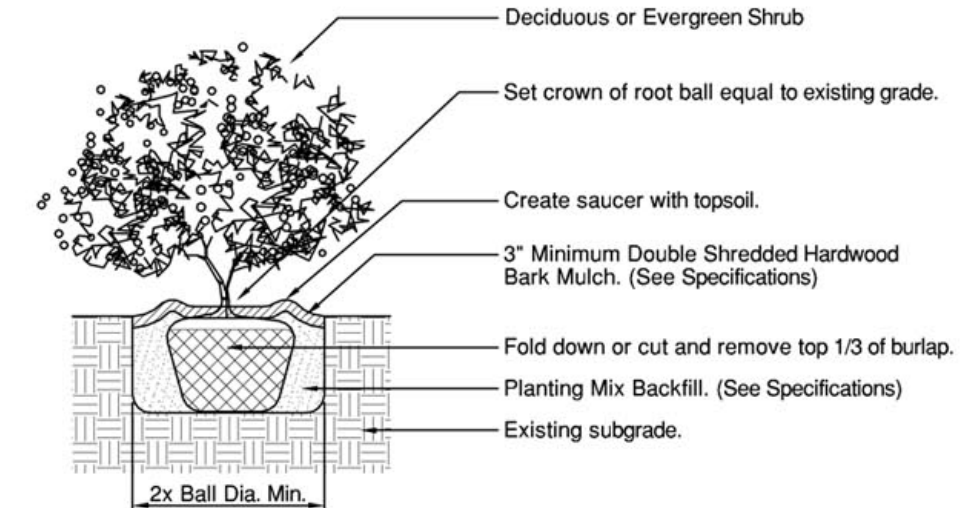 Deciduous or Evergreen Shrub
Set crown of root ball equal to existing grade.
Create saucer with topsoil.
3" Minimum Double Shredded Hardwood
Bark Mulch. (See Specifications)
Fold down or cut and remove top 1/3 of burlap.
Planting Mix Backfill. (See Specifications)
Existing subgrade.
2x Ball Dia. Min.